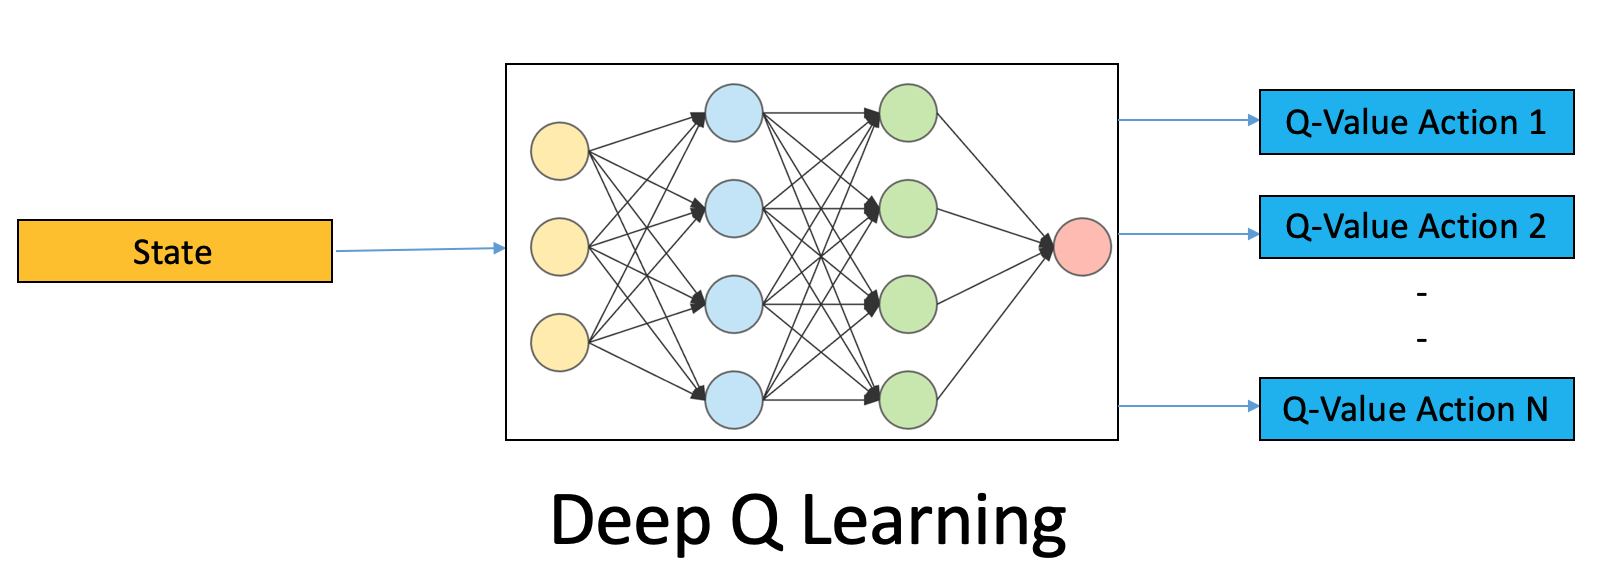 State
Q-Value Action 1
Q-Value Action 2
-
-
Q-Value Action N
Deep Q Learning